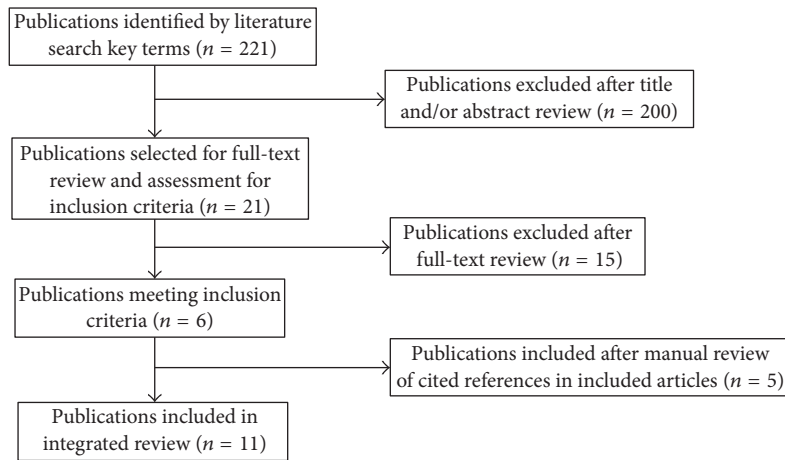 Publications identified by literature
search key terms (n = 221)
Publications excluded after title
and/or abstract review (n = 200)
Publications selected for full-text
review and assessment for
inclusion criteria (n = 21)
Publications excluded after
full-text review (n = 15)
Publications meeting inclusion
criteria (n = 6)
Publications included after manual review
of cited references in included articles (n = 5)
Publications included in
integrated review (n = 11)